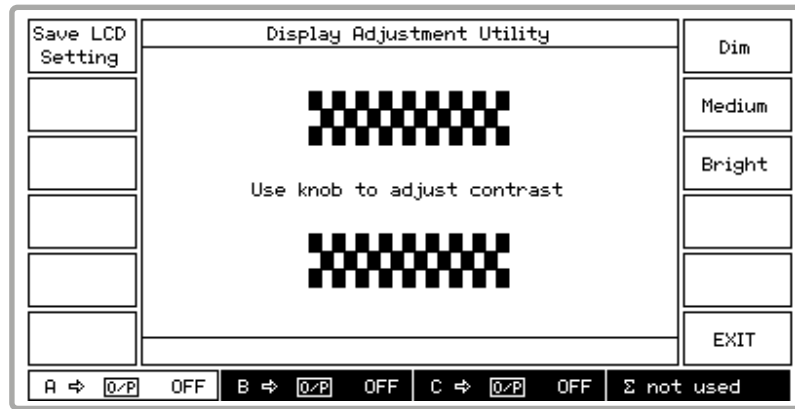 Save LCD
Setting
Display Adjustment Utility
Dim
Medium
Bright
Use knob to adjust contrast
EXIT
A ⇨ O/P OFF B ⇨ O/P OFF C ⇨ O/P OFF Σ not used